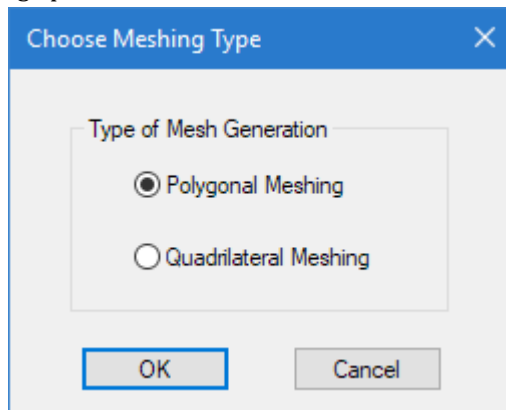 Choose Meshing Type
Type of Mesh Generation
Polygonal Meshing
Quadrilateral Meshing
OK Cancel